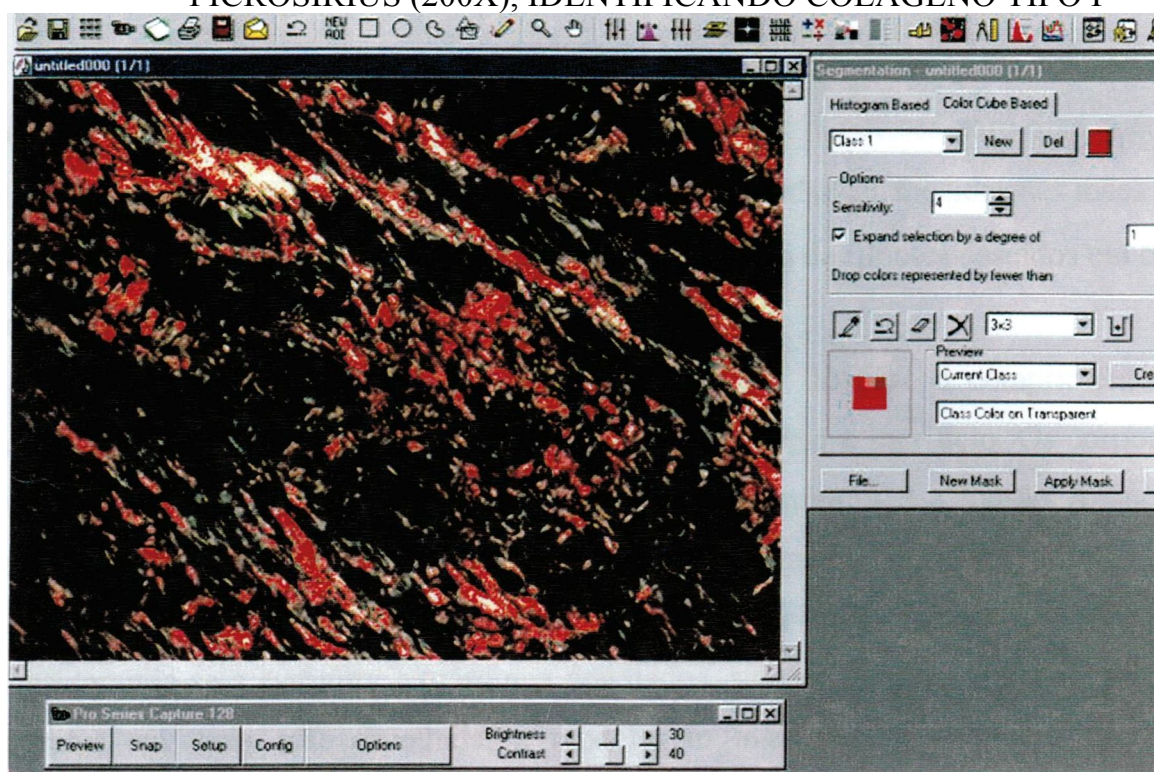 PICROSIRIUS (200X), IDENTIFICANDO COLÁGENO TIPO I
NEW
AOI
untitled000 (1/1)
Segmentation - untitled000 (1/1)
Histogram Based Color Cube Based
Class 1 New Del
Options
Sensitivity: 4
Expand selection by a degree of 1
Drop colors represented by fewer than
3x3
Preview
Current Class Cre
Class Color on Transparent
File... New Mask Apply Mask
Pro Series Capture 128
Preview Snap Setup Config Options Brightness 30
Contrast 40